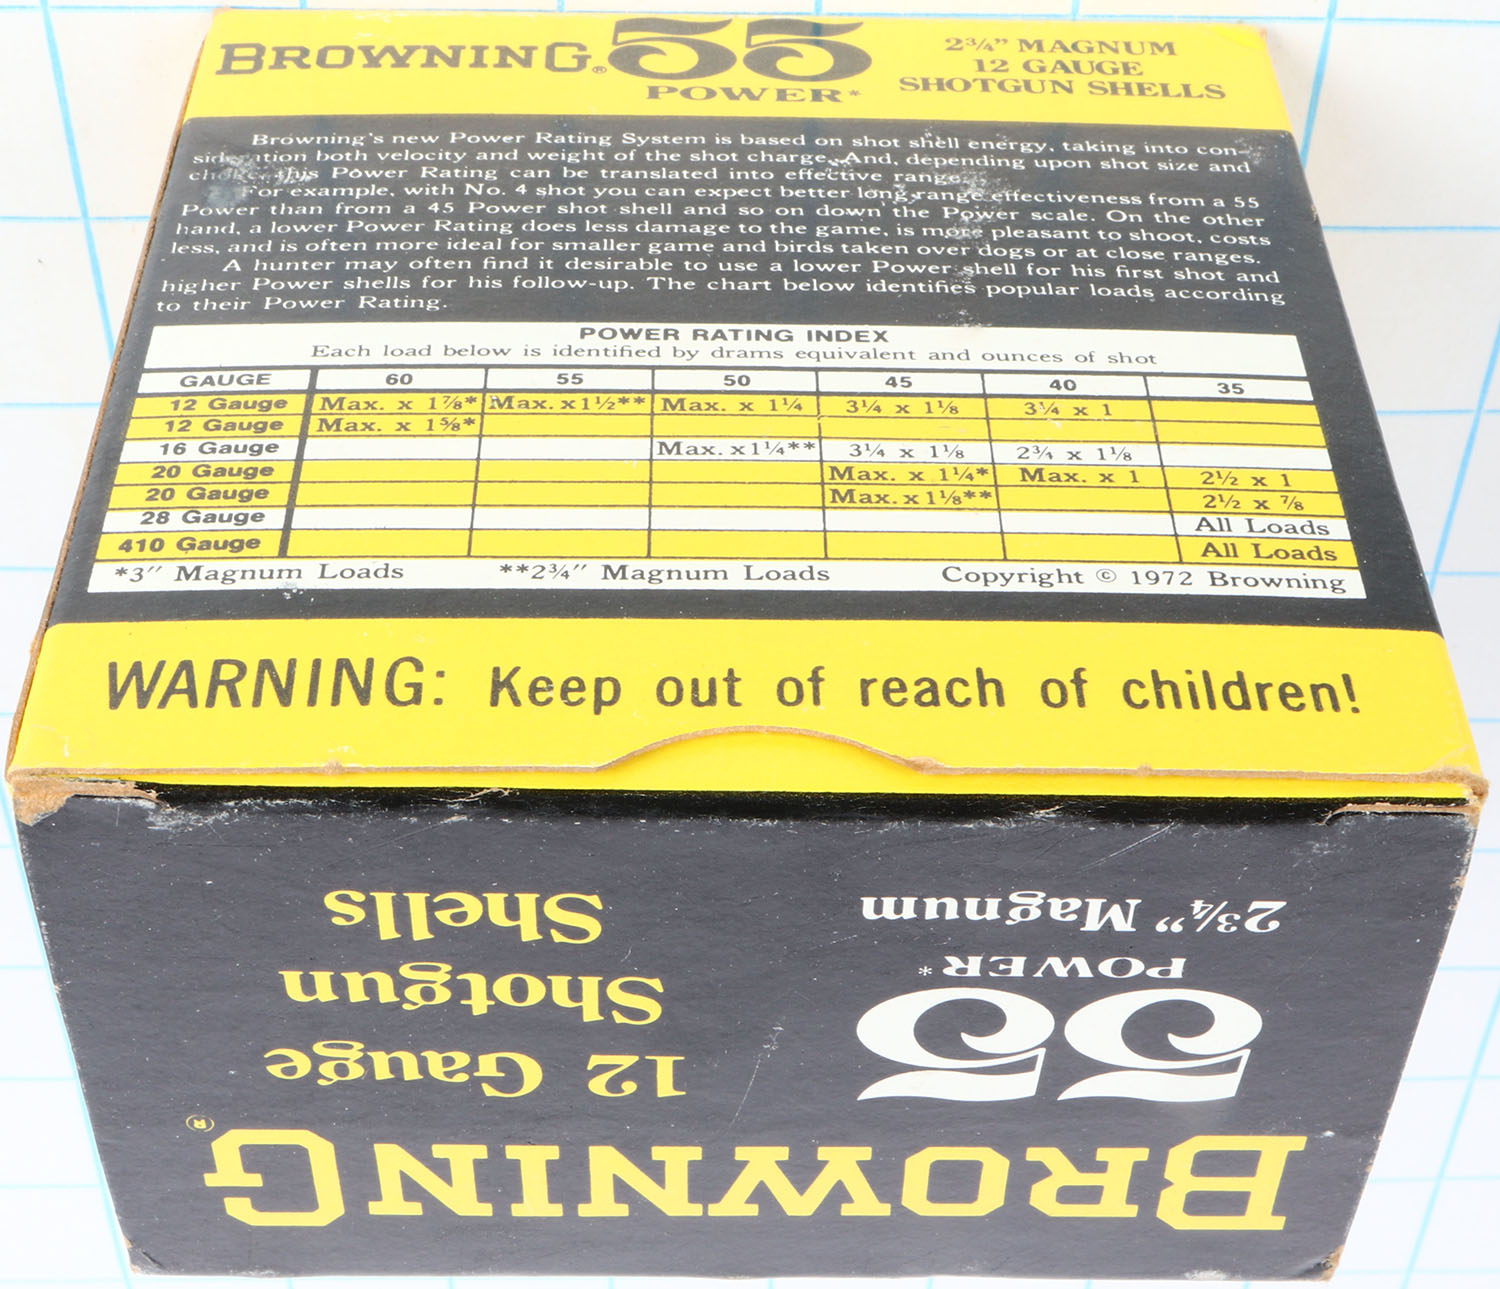 BROWNING® 55 2¾" MAGNUM
POWER* 12 GAUGE
SHOTGUN SHELLS
Browning's new Power Rating System is based on shot shell energy, taking into con-
sideration both velocity and weight of the shot charge. And, depending upon shot size and
choke, this Power Rating can be translated into effective range.
For example, with No. 4 shot you can expect better long range effectiveness from a 55
Power than from a 45 Power shot shell and so on down the Power scale. On the other
hand, a lower Power Rating does less damage to the game, is more pleasant to shoot, costs
less, and is often more ideal for smaller game and birds taken over dogs or at close ranges.
A hunter may often find it desirable to use a lower Power shell for his first shot and
higher Power shells for his follow-up. The chart below identifies popular loads according
to their Power Rating.
POWER RATING INDEX
Each load below is identified by drams equivalent and ounces of shot
GAUGE 60 55 50 45 40 35
12 Gauge Max. x 1⅞* Max. x 1½** Max. x 1¼ 3¼ x 1⅛ 3¼ x 1
12 Gauge Max. x 1⅝*
16 Gauge Max. x 1¼** 3¼ x 1⅛ 2¾ x 1⅛
20 Gauge Max. x 1¼* Max. x 1 2½ x 1
20 Gauge Max. x 1⅛** 2½ x ⅞
28 Gauge All Loads
410 Gauge All Loads
*3" Magnum Loads **2¾" Magnum Loads Copyright © 1972 Browning
WARNING: Keep out of reach of children!
BROWNING®
55
POWER*
2¾" Magnum
12 Gauge
Shotgun
Shells